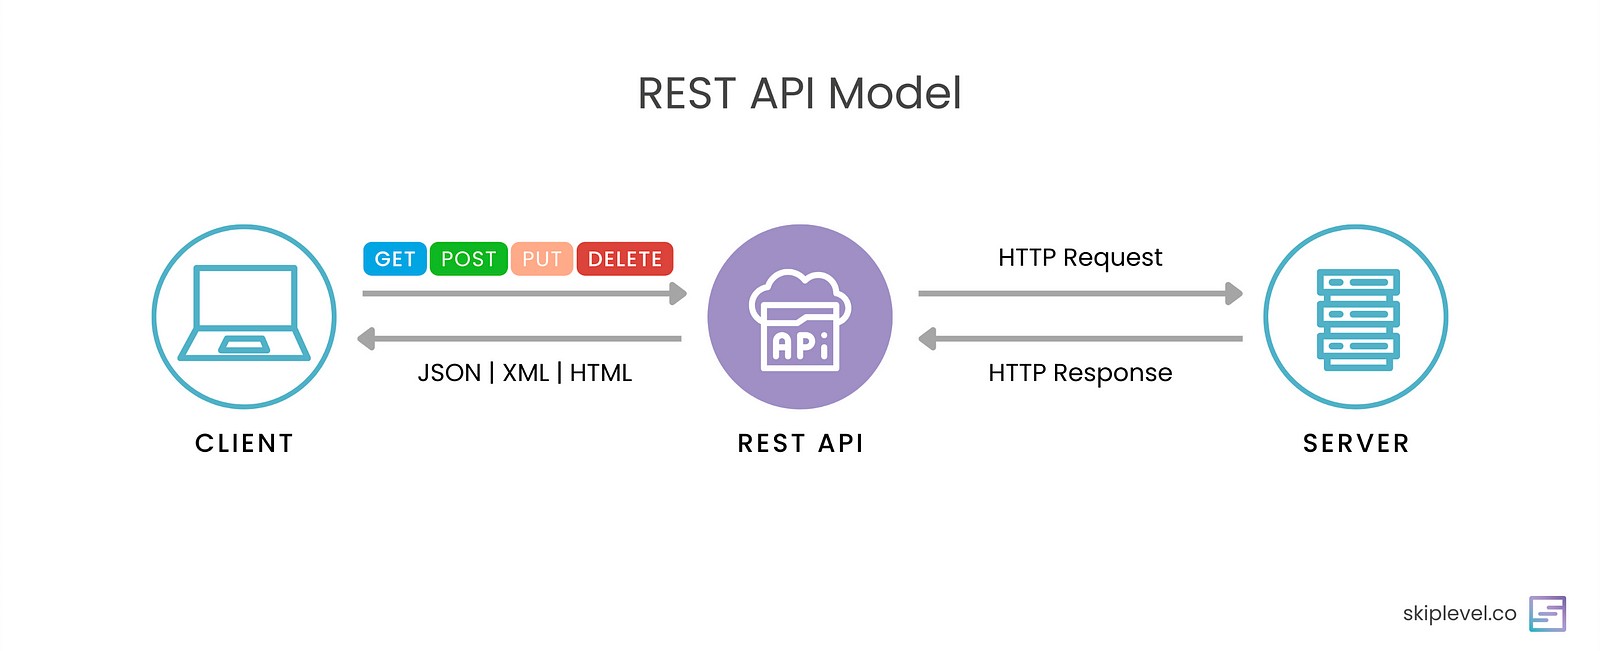 REST API Model
GET POST PUT DELETE
HTTP Request
APi
JSON | XML | HTML
HTTP Response
CLIENT
REST API
SERVER
skiplevel.co